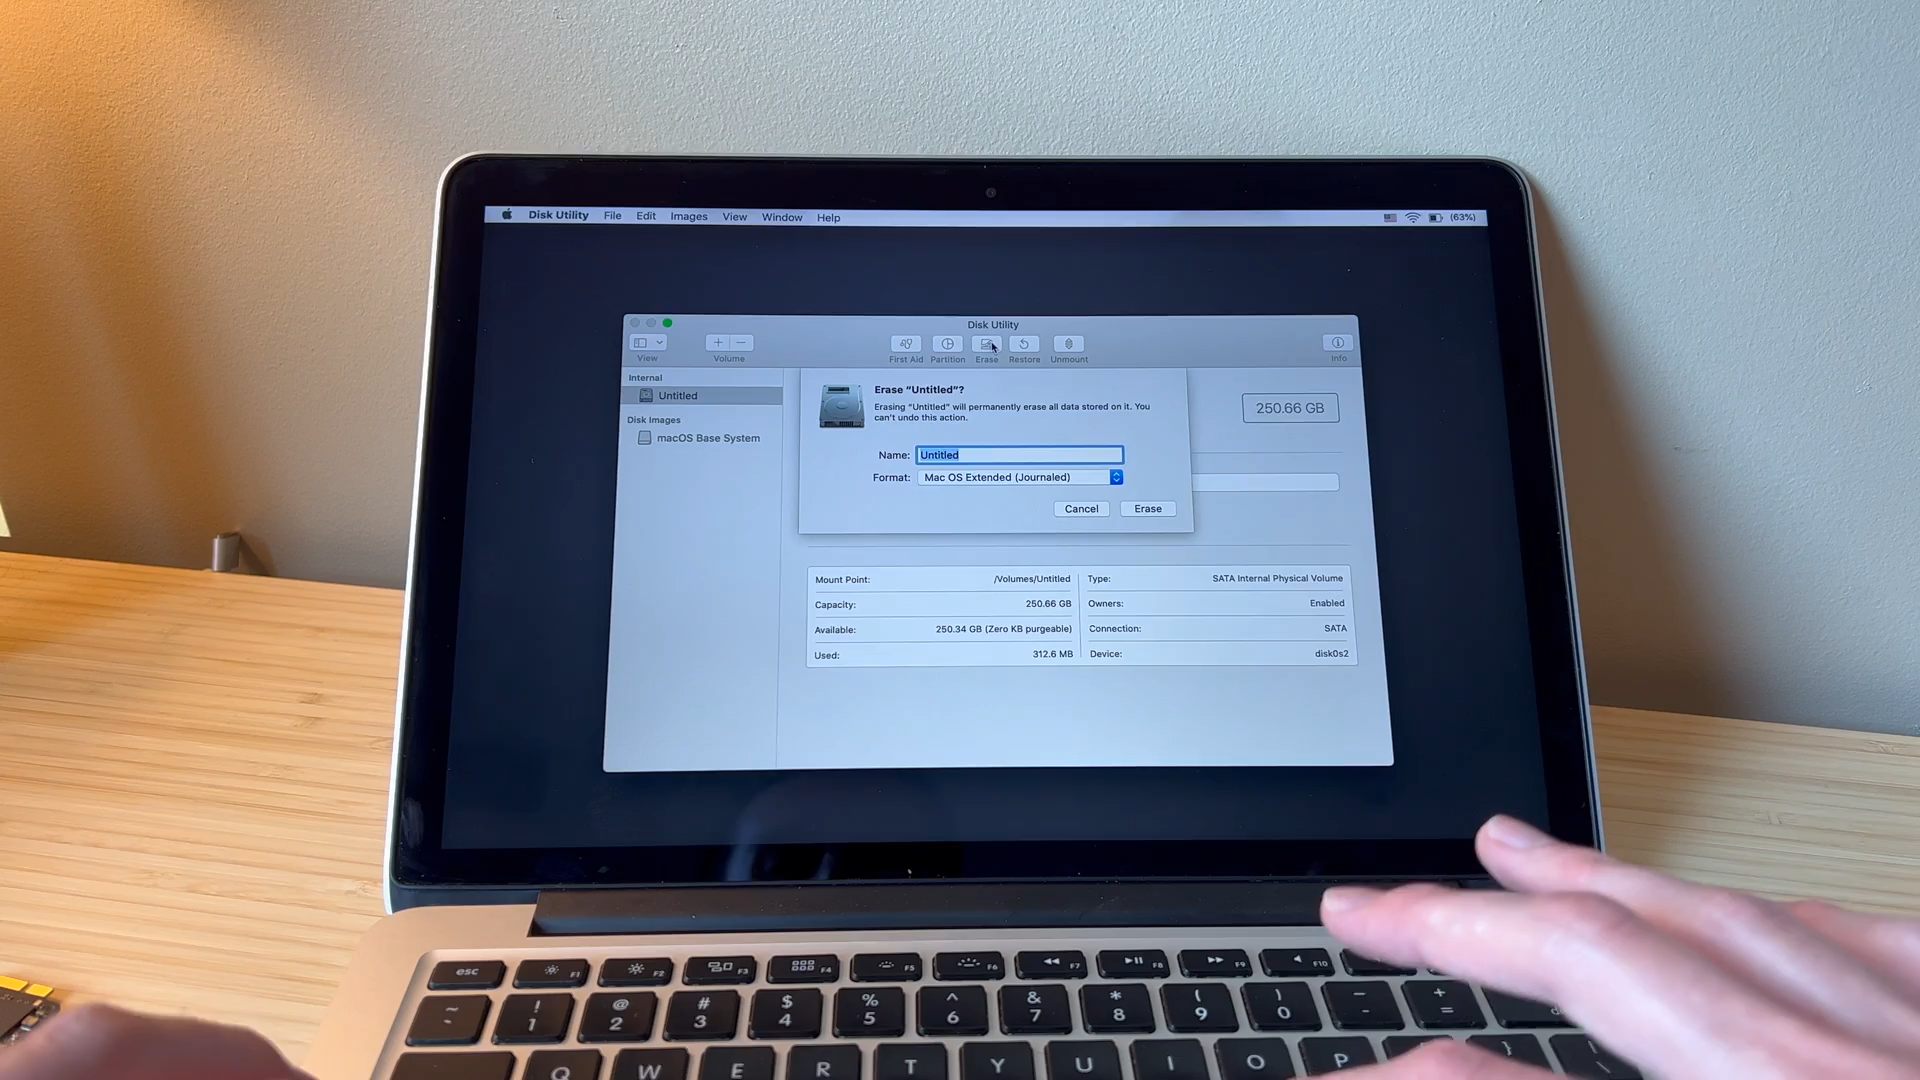 Disk Utility File Edit Images View Window Help (63%)
Disk Utility
View Volume First Aid Partition Erase Restore Unmount Info
Internal
Untitled
Disk Images
macOS Base System
Erase “Untitled”?
Erasing “Untitled” will permanently erase all data stored on it. You
can’t undo this action.
Name: Untitled
Format: Mac OS Extended (Journaled)
Cancel Erase
250.66 GB
Mount Point: /Volumes/Untitled Type: SATA Internal Physical Volume
Capacity: 250.66 GB Owners: Enabled
Available: 250.34 GB (Zero KB purgeable) Connection: SATA
Used: 312.6 MB Device: disk0s2
esc F1 F2 F3 F4 F5 F6 F7 F8 F9 F10
~ ! 1 @ 2 # 3 $ 4 % 5 ^ 6 & 7 * 8 ( 9 ) 0 – - + =
Q W E R T Y U I O P }